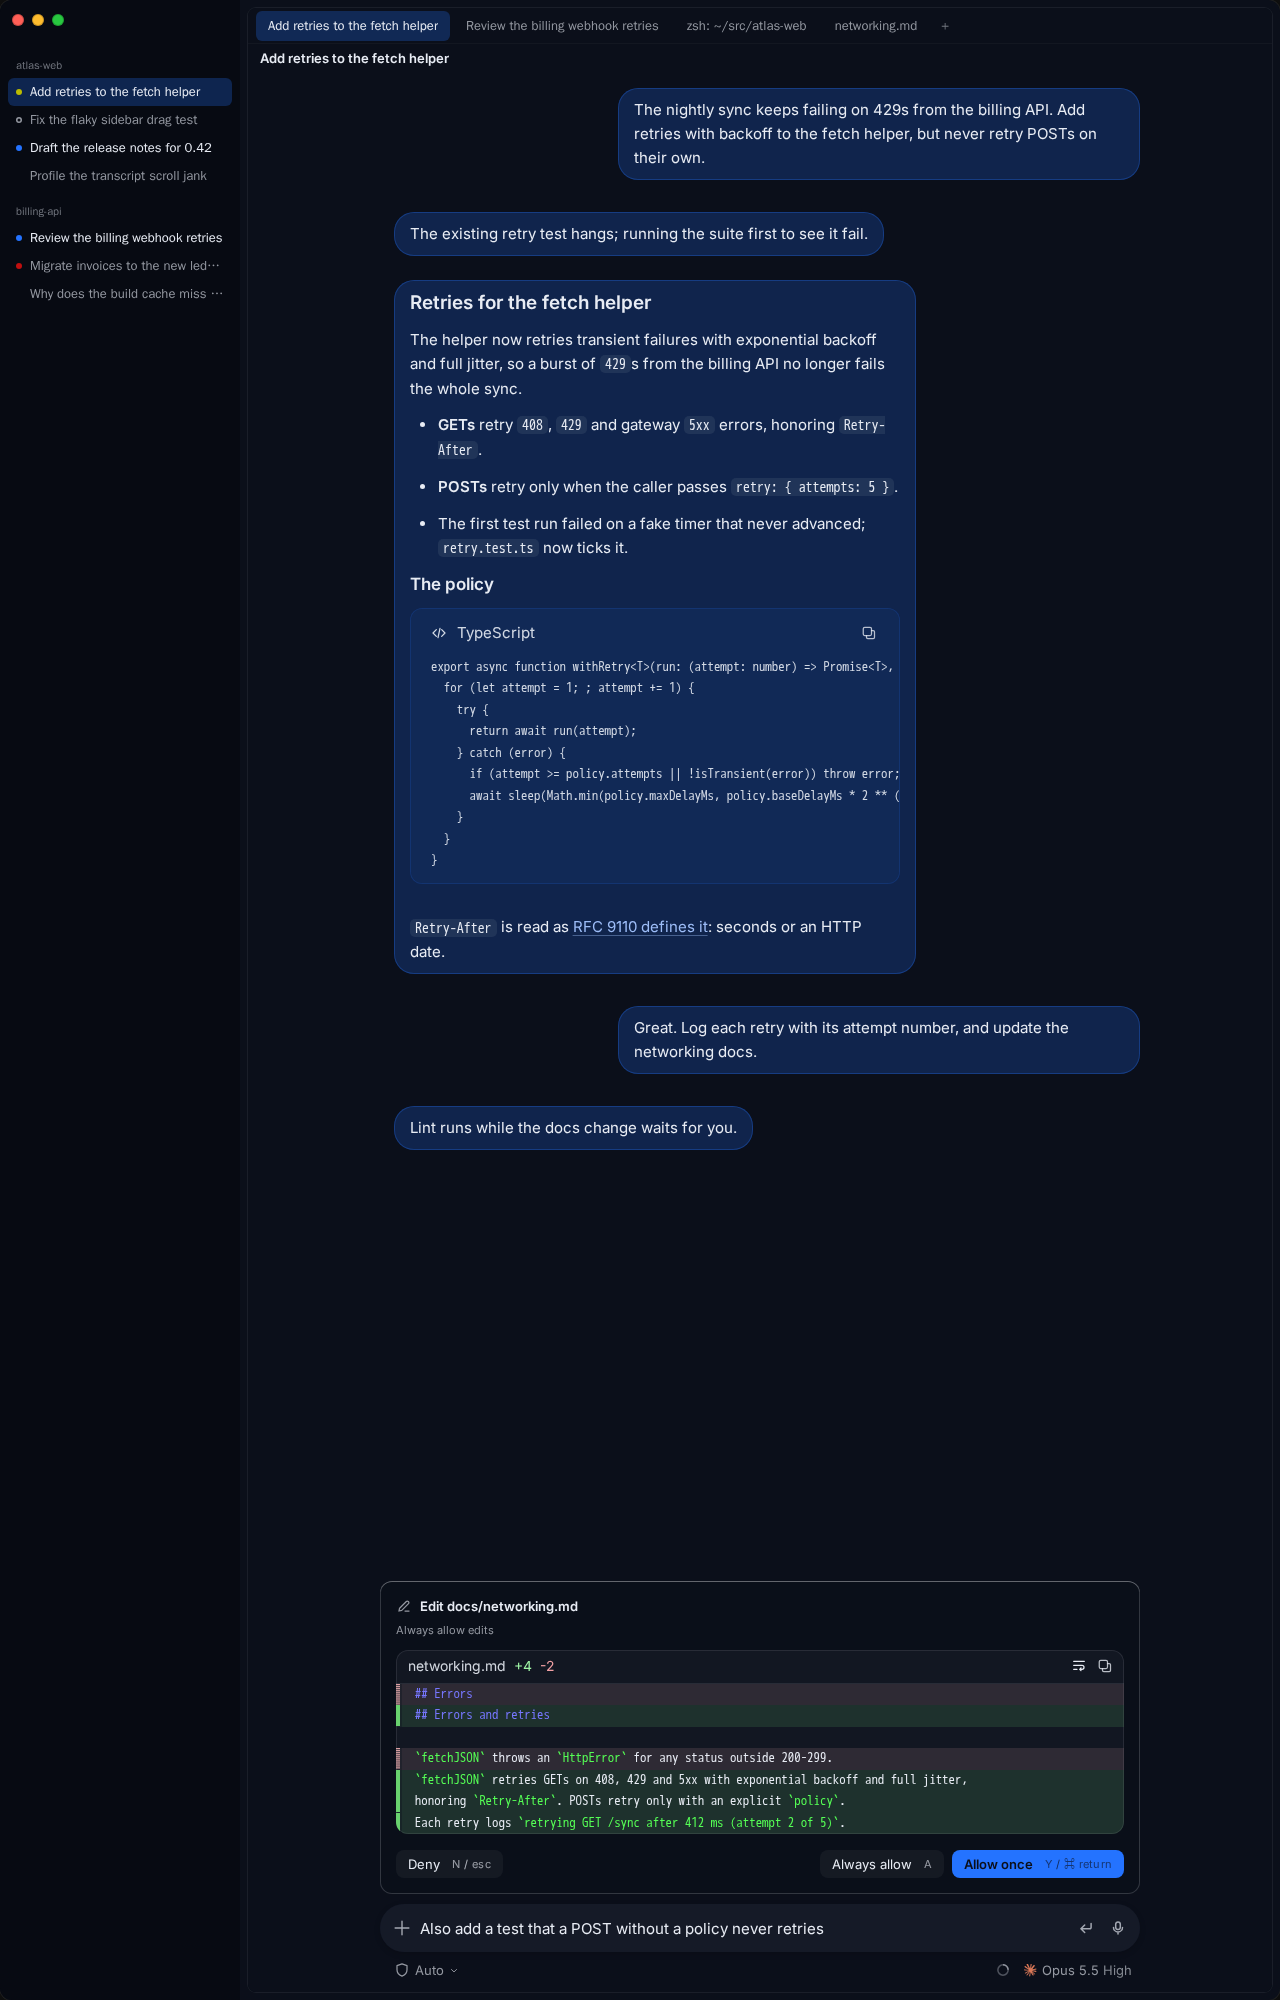 atlas-web
Add retries to the fetch helper
Fix the flaky sidebar drag test
Draft the release notes for 0.42
Profile the transcript scroll jank
billing-api
Review the billing webhook retries
Migrate invoices to the new led···
Why does the build cache miss ···
Add retries to the fetch helper
Review the billing webhook retries
zsh: ~/src/atlas-web
networking.md
+
Add retries to the fetch helper
The nightly sync keeps failing on 429s from the billing API. Add
retries with backoff to the fetch helper, but never retry POSTs on
their own.
The existing retry test hangs; running the suite first to see it fail.
Retries for the fetch helper
The helper now retries transient failures with exponential backoff
and full jitter, so a burst of 429s from the billing API no longer fails
the whole sync.
• GETs retry 408, 429 and gateway 5xx errors, honoring Retry-
After.
• POSTs retry only when the caller passes retry: { attempts: 5 }.
• The first test run failed on a fake timer that never advanced;
retry.test.ts now ticks it.
The policy
TypeScript
export async function withRetry<T>(run: (attempt: number) => Promise<T>,
for (let attempt = 1; ; attempt += 1) {
try {
return await run(attempt);
} catch (error) {
if (attempt >= policy.attempts || !isTransient(error)) throw error;
await sleep(Math.min(policy.maxDelayMs, policy.baseDelayMs * 2 ** (
}
}
}
Retry-After is read as RFC 9110 defines it: seconds or an HTTP
date.
Great. Log each retry with its attempt number, and update the
networking docs.
Lint runs while the docs change waits for you.
Edit docs/networking.md
Always allow edits
networking.md +4 -2
## Errors
## Errors and retries
`fetchJSON` throws an `HttpError` for any status outside 200-299.
`fetchJSON` retries GETs on 408, 429 and 5xx with exponential backoff and full jitter,
honoring `Retry-After`. POSTs retry only with an explicit `policy`.
Each retry logs `retrying GET /sync after 412 ms (attempt 2 of 5)`.
Deny N / esc
Always allow A
Allow once Y / ⌘ return
Also add a test that a POST without a policy never retries
Auto
Opus 5.5 High